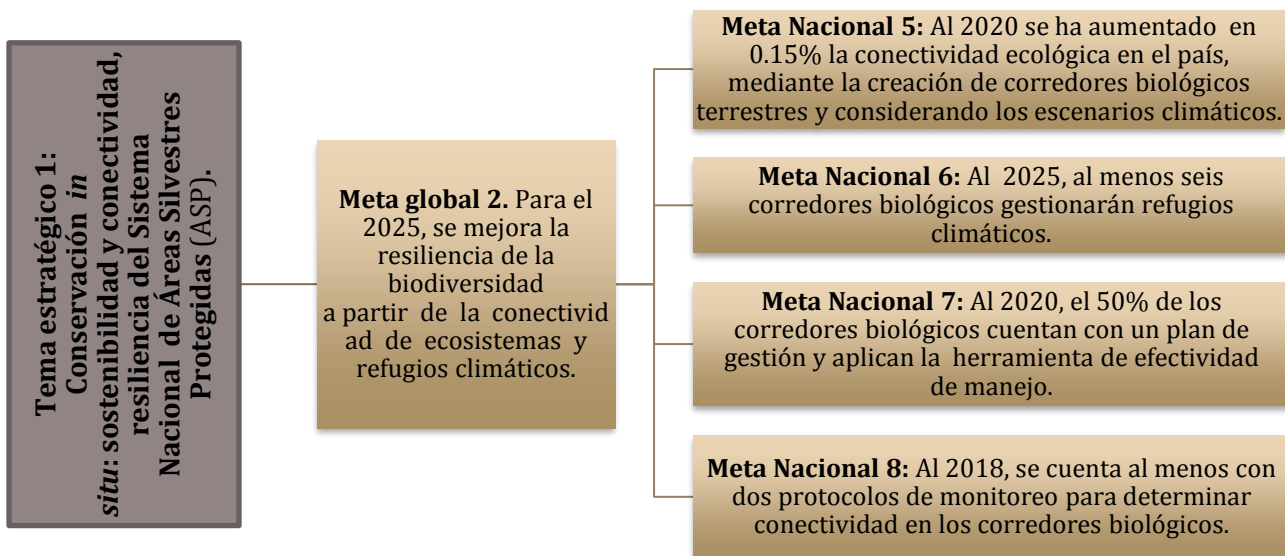 Tema estratégico 1:
Conservación in
situ: sostenibilidad y conectividad,
resiliencia del Sistema
Nacional de Áreas Silvestres
Protegidas (ASP).
Meta global 2. Para el
2025, se mejora la
resiliencia de la
biodiversidad
a partir de la conectivid
ad de ecosistemas y
refugios climáticos.
Meta Nacional 5: Al 2020 se ha aumentado en
0.15% la conectividad ecológica en el país,
mediante la creación de corredores biológicos
terrestres y considerando los escenarios climáticos.
Meta Nacional 6: Al 2025, al menos seis
corredores biológicos gestionarán refugios
climáticos.
Meta Nacional 7: Al 2020, el 50% de los
corredores biológicos cuentan con un plan de
gestión y aplican la herramienta de efectividad
de manejo.
Meta Nacional 8: Al 2018, se cuenta al menos con
dos protocolos de monitoreo para determinar
conectividad en los corredores biológicos.